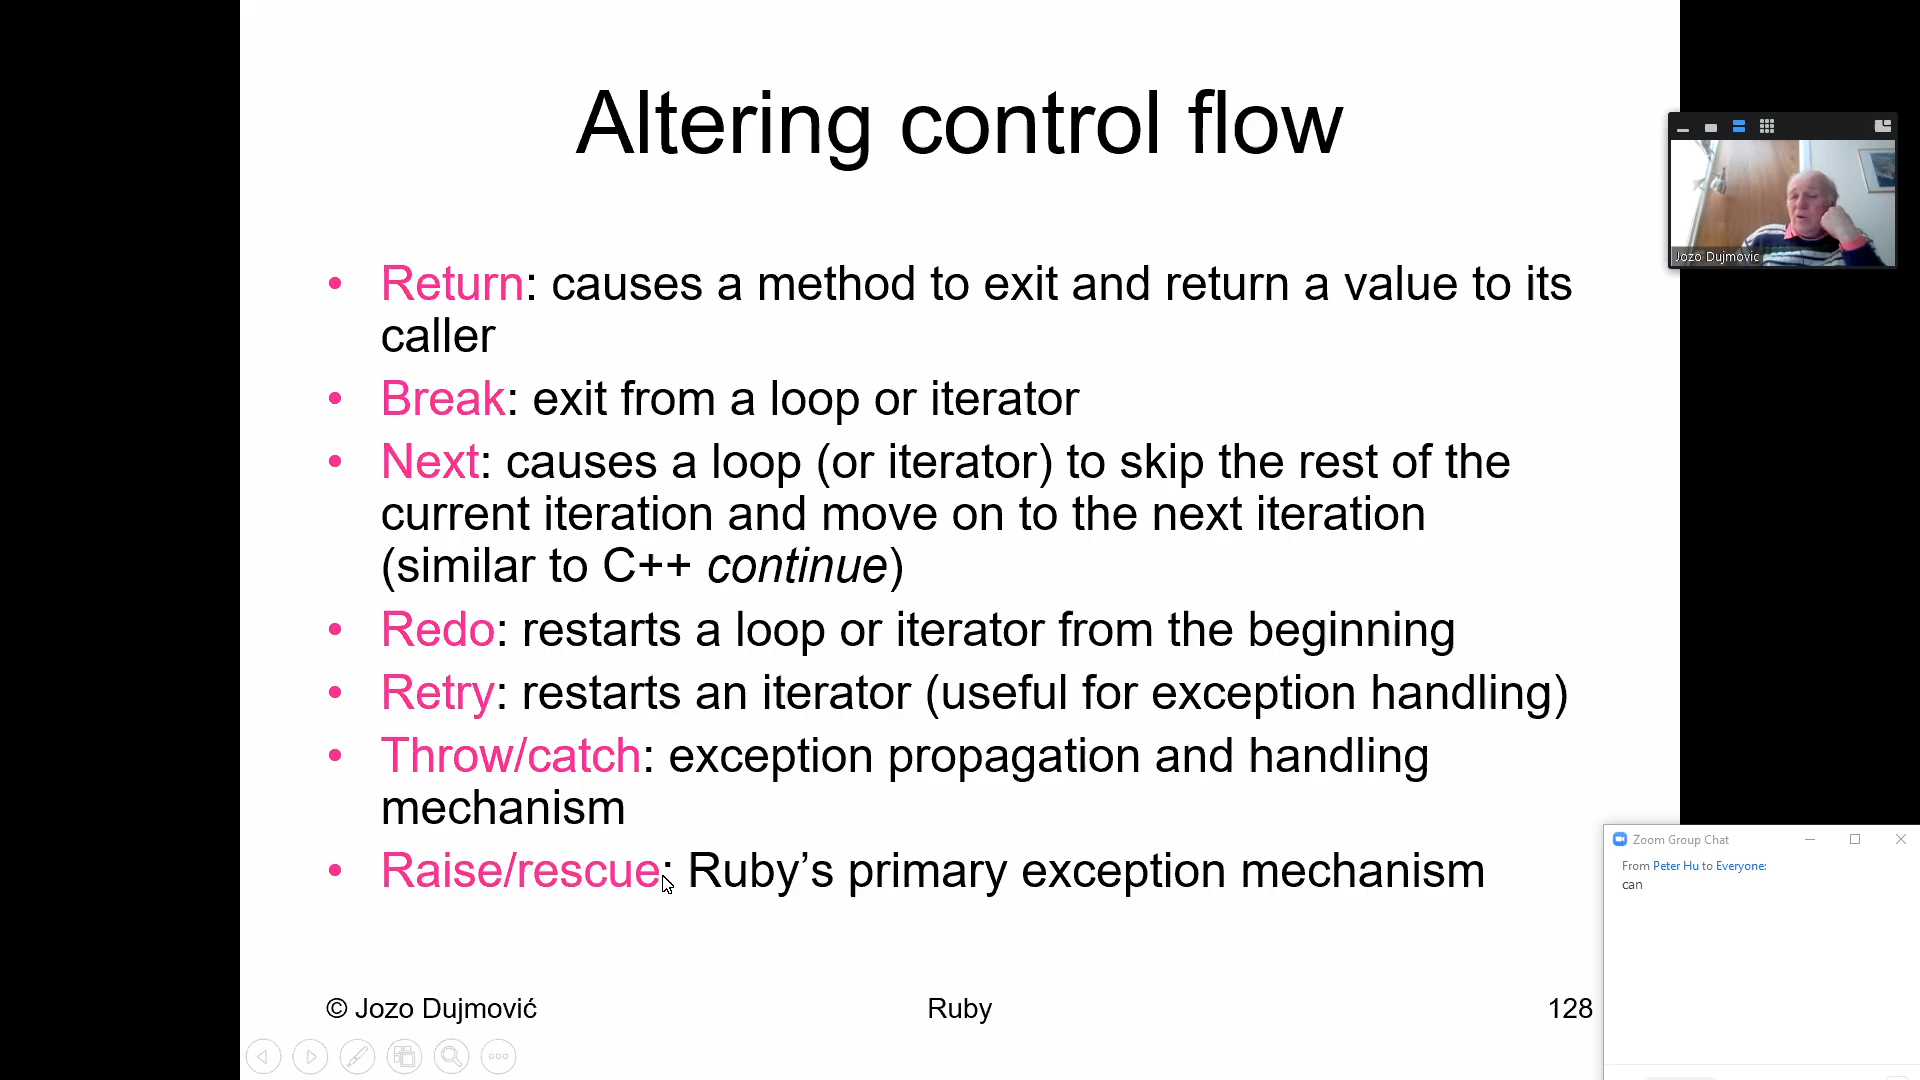 Altering control flow
• Return: causes a method to exit and return a value to its
caller
• Break: exit from a loop or iterator
• Next: causes a loop (or iterator) to skip the rest of the
current iteration and move on to the next iteration
(similar to C++ continue)
• Redo: restarts a loop or iterator from the beginning
• Retry: restarts an iterator (useful for exception handling)
• Throw/catch: exception propagation and handling
mechanism
• Raise/rescue: Ruby’s primary exception mechanism
© Jozo Dujmović
Ruby
128
Jozo Dujmovic
Zoom Group Chat
From Peter Hu to Everyone:
can